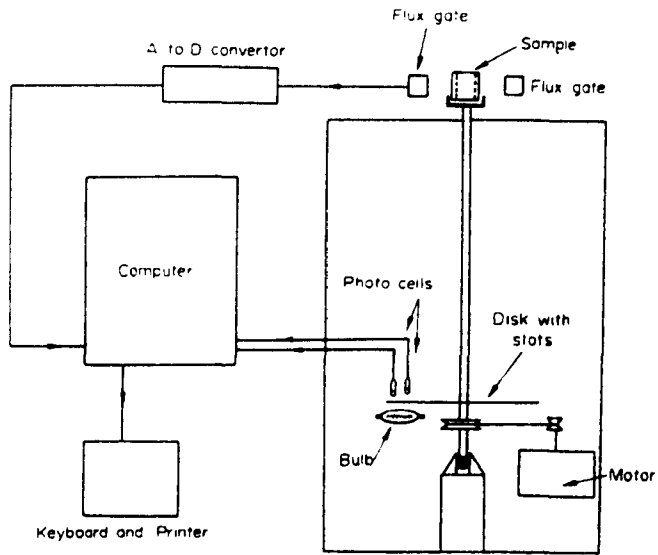 Flux gate
A to D convertor
Sample
Flux gate
Computer
Photo cells
Disk with
slots
Bulb
Motor
Keyboard and Printer